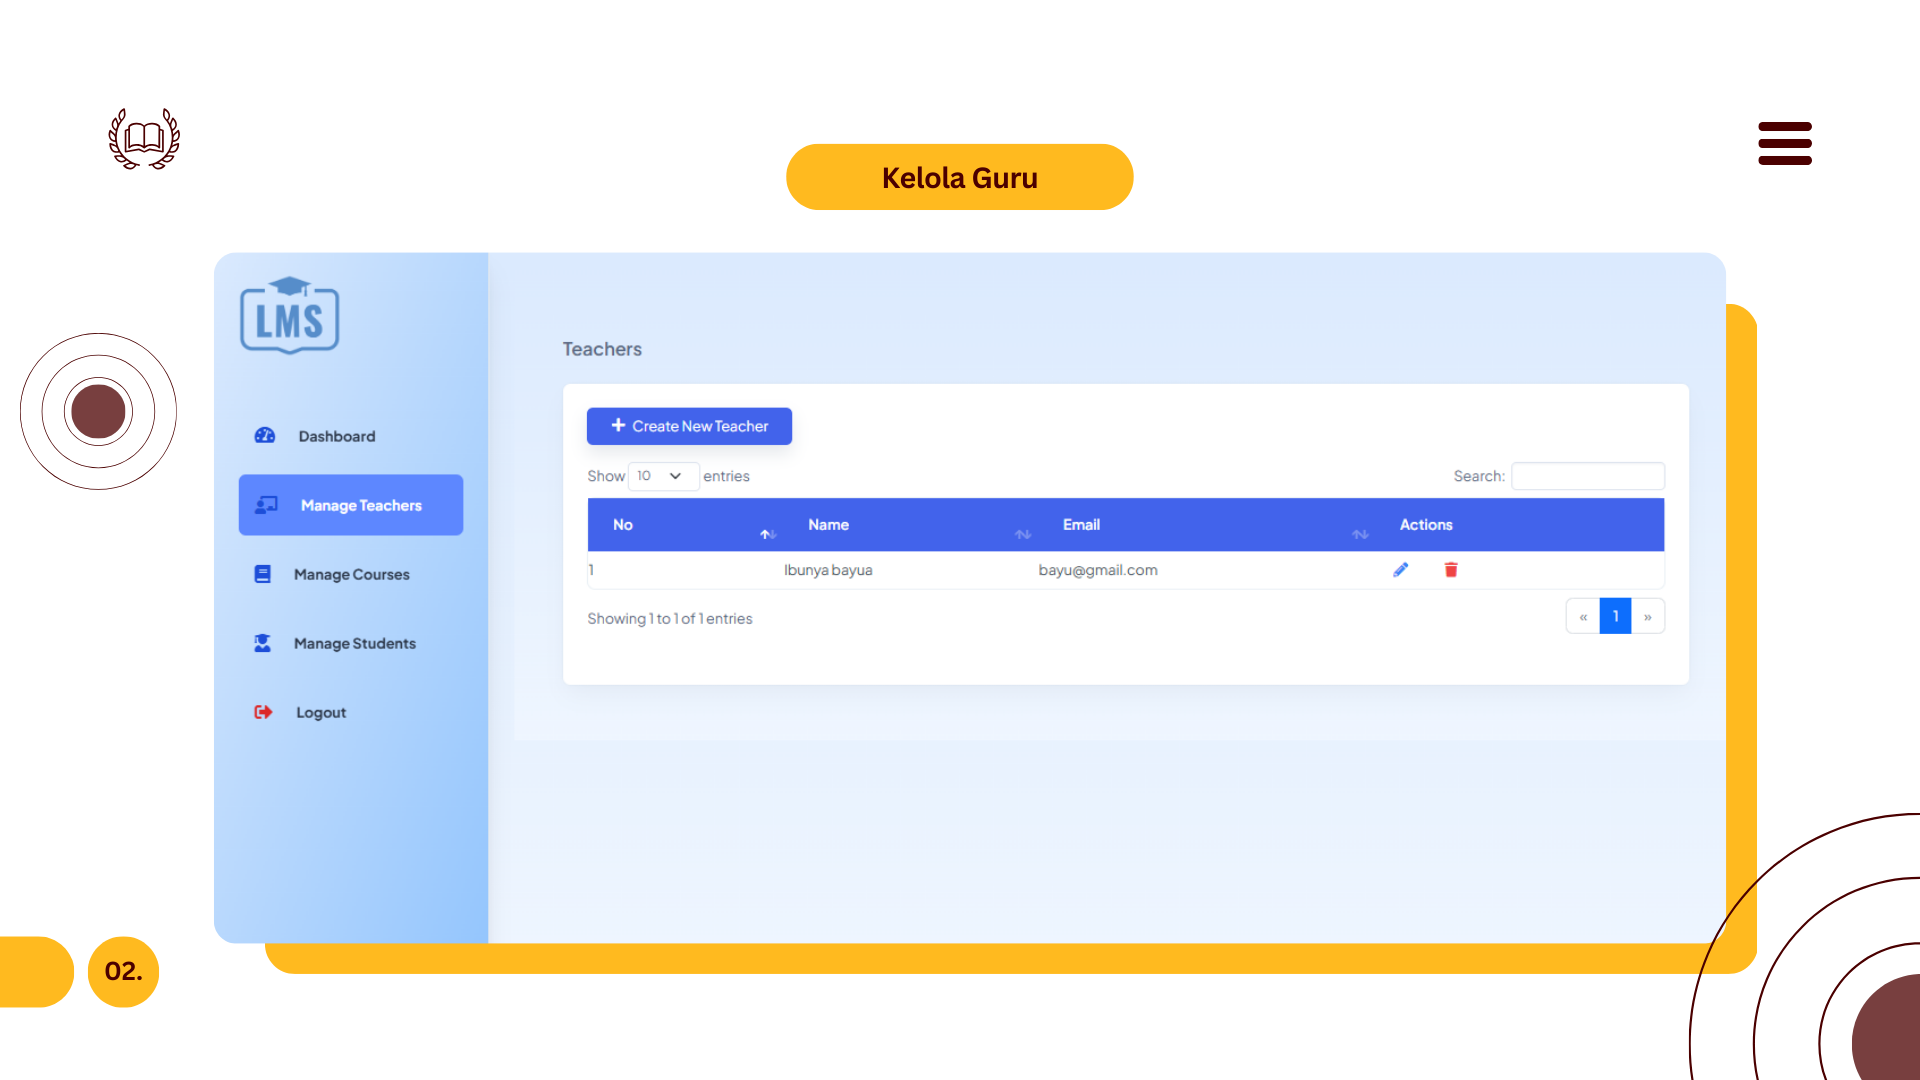 Kelola Guru
LMS
Dashboard
Manage Teachers
Manage Courses
Manage Students
Logout
Teachers
Create New Teacher
Show 10 entries
Search:
No Name Email Actions
1 Ibunya bayua bayu@gmail.com
Showing 1 to 1 of 1 entries
« 1 »
02.